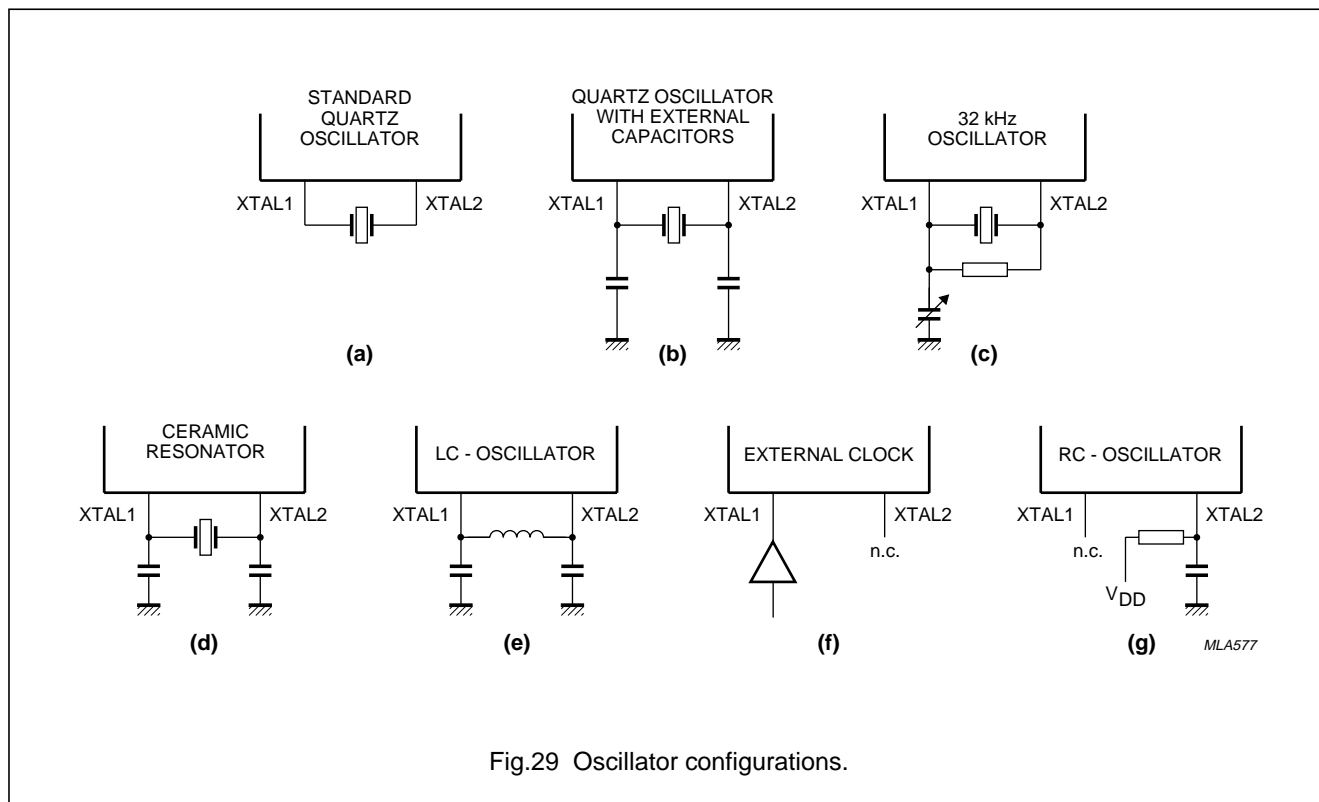 STANDARD
QUARTZ
OSCILLATOR
XTAL1
XTAL2
(a)
QUARTZ OSCILLATOR
WITH EXTERNAL
CAPACITORS
XTAL1
XTAL2
(b)
32 kHz
OSCILLATOR
XTAL1
XTAL2
(c)
CERAMIC
RESONATOR
XTAL1
XTAL2
(d)
LC - OSCILLATOR
XTAL1
XTAL2
(e)
EXTERNAL CLOCK
XTAL1
XTAL2
n.c.
(f)
RC - OSCILLATOR
XTAL1
XTAL2
n.c.
VDD
(g)
MLA577
Fig.29 Oscillator configurations.